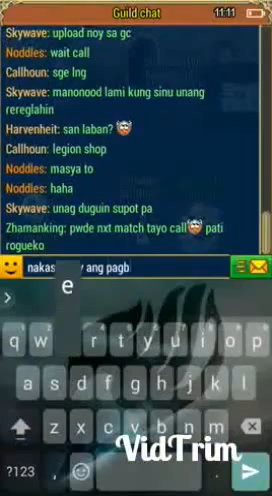 Guild chat 11:11
Skywave: upload noy sa gc
Noddles: wait call
Callhoun: sge lng
Skywave: manonood lami kung sinu unang
rereglahin
Harvenheit: san laban?
Callhoun: legion shop
Noddles: masya to
Noddles: haha
Skywave: unag duguin supot pa
Zhamanking: pwde nxt match tayo call pati
rogueko
ang pagb
e
q w r t y u i o p
a s d f g h j k l
z x c v b n m
VidTrim
?123 , .